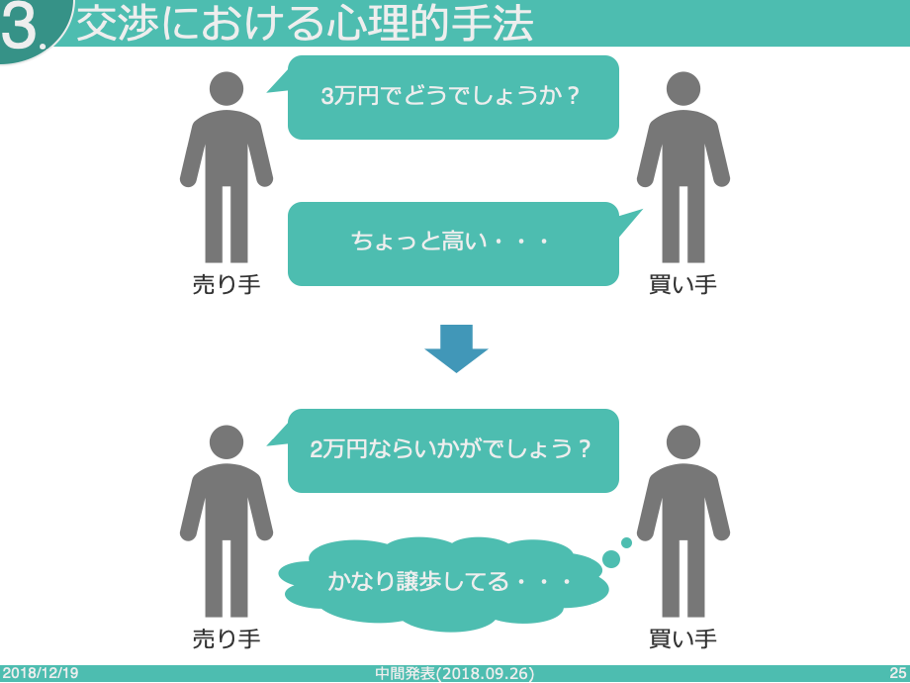 3.
交渉における心理的手法
3万円でどうでしょうか？
ちょっと高い・・・
売り手
買い手
2万円ならいかがでしょう？
かなり譲歩してる・・・
売り手
買い手
2018/12/19
中間発表(2018.09.26)
25